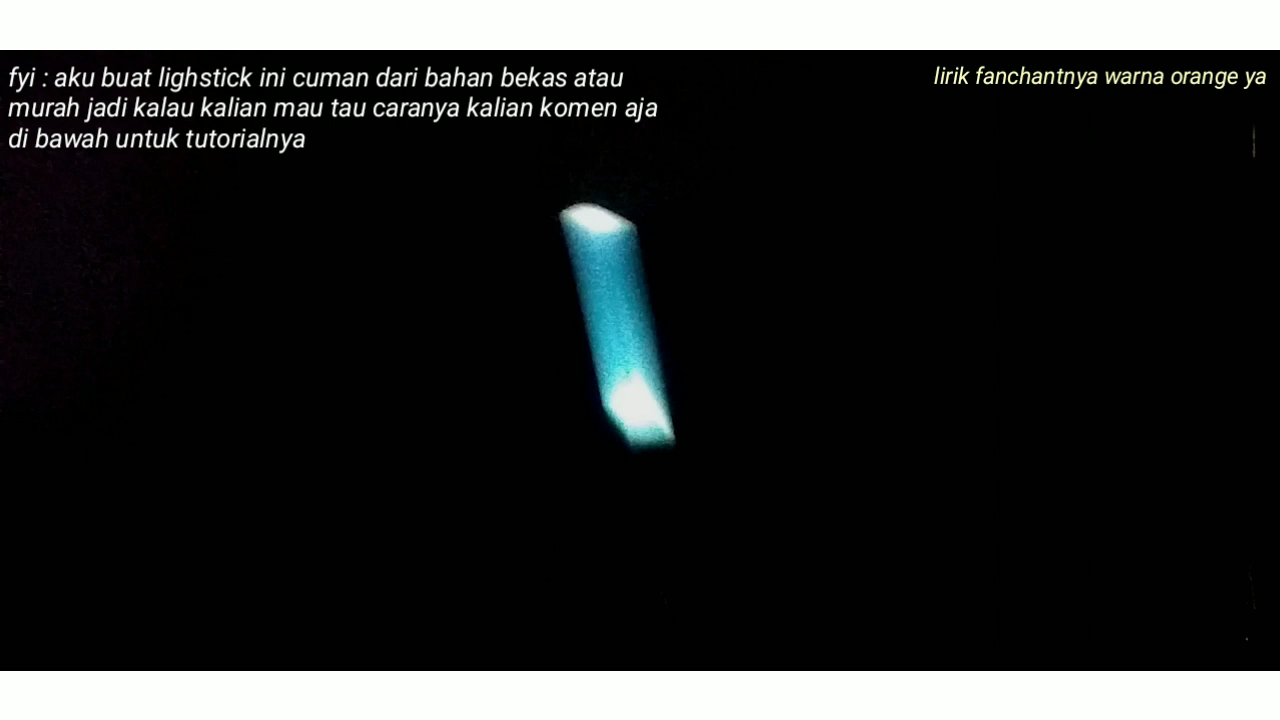 fyi : aku buat lighstick ini cuman dari bahan bekas atau
murah jadi kalau kalian mau tau caranya kalian komen aja
di bawah untuk tutorialnya
lirik fanchantnya warna orange ya